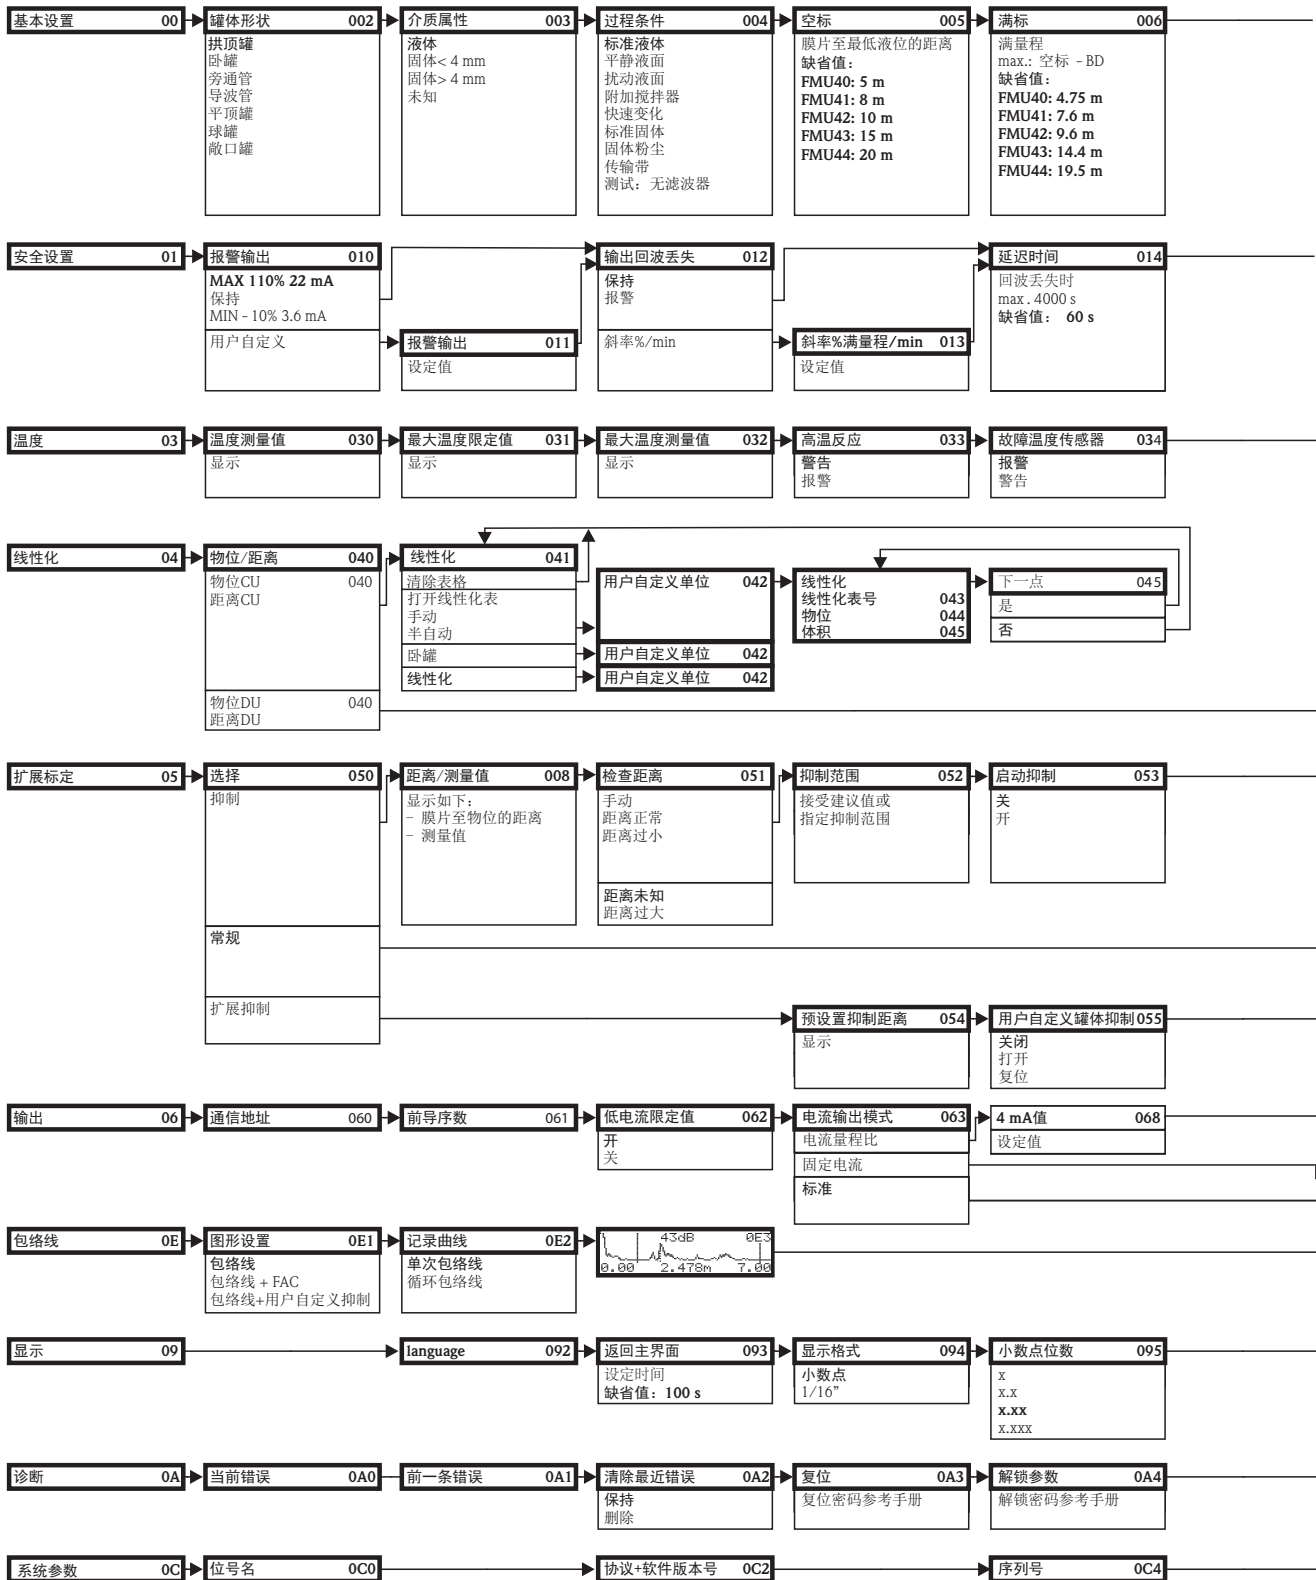 基本设置 00
罐体形状 002
拱顶罐
卧罐
旁通管
导波管
平顶罐
球罐
敞口罐
介质属性 003
液体
固体< 4 mm
固体> 4 mm
未知
过程条件 004
标准液体
平静液面
扰动液面
附加搅拌器
快速变化
标准固体
固体粉尘
传输带
测试：无滤波器
空标 005
膜片至最低液位的距离
缺省值：
FMU40: 5 m
FMU41: 8 m
FMU42: 10 m
FMU43: 15 m
FMU44: 20 m
满标 006
满量程
max.: 空标 - BD
缺省值：
FMU40: 4.75 m
FMU41: 7.6 m
FMU42: 9.6 m
FMU43: 14.4 m
FMU44: 19.5 m
安全设置 01
报警输出 010
MAX 110% 22 mA
保持
MIN - 10% 3.6 mA
用户自定义
报警输出 011
设定值
输出回波丢失 012
保持
报警
斜率%/min
斜率%满量程/min 013
设定值
延迟时间 014
回波丢失时
max . 4000 s
缺省值： 60 s
温度 03
温度测量值 030
显示
最大温度限定值 031
显示
最大温度测量值 032
显示
高温反应 033
警告
报警
故障温度传感器 034
报警
警告
线性化 04
物位/距离 040
物位CU 040
距离CU
物位DU 040
距离DU
线性化 041
清除表格
打开线性化表
手动
半自动
卧罐
线性化
用户自定义单位 042
用户自定义单位 042
用户自定义单位 042
线性化
线性化表号 043
物位 044
体积 045
下一点 045
是
否
扩展标定 05
选择 050
抑制
常规
扩展抑制
距离/测量值 008
显示如下：
- 膜片至物位的距离
- 测量值
检查距离 051
手动
距离正常
距离过小
距离未知
距离过大
抑制范围 052
接受建议值或
指定抑制范围
启动抑制 053
关
开
预设置抑制距离 054
显示
用户自定义罐体抑制 055
关闭
打开
复位
输出 06
通信地址 060
前导序数 061
低电流限定值 062
开
关
电流输出模式 063
电流量程比
固定电流
标准
4 mA值 068
设定值
包络线 0E
图形设置 0E1
包络线
包络线 + FAC
包络线+用户自定义抑制
记录曲线 0E2
单次包络线
循环包络线
43dB 0E3
0.00 2.478m 7.00
显示 09
language 092
返回主界面 093
设定时间
缺省值：100 s
显示格式 094
小数点
1/16”
小数点位数 095
x
x.x
x.xx
x.xxx
诊断 0A
当前错误 0A0
前一条错误 0A1
清除最近错误 0A2
保持
删除
复位 0A3
复位密码参考手册
解锁参数 0A4
解锁密码参考手册
系统参数 0C
位号名 0C0
协议+软件版本号 0C2
序列号 0C4